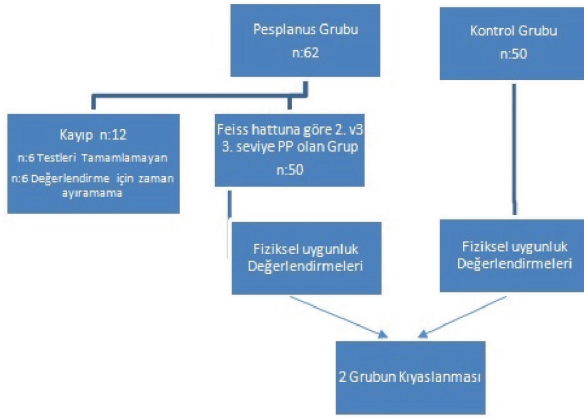 Pesplanus Grubu
n:62
Kontrol Grubu
n:50
Kayıp n:12
n:6 Testleri Tamamlamayan
n:6 Değerlendirme için zaman
ayıramama
Feiss hattuna göre 2. v3
3. seviye PP olan Grup
n:50
Fiziksel uygunluk
Değerlendirmeleri
Fiziksel uygunluk
Değerlendirmeleri
2 Grubun Kıyaslanması